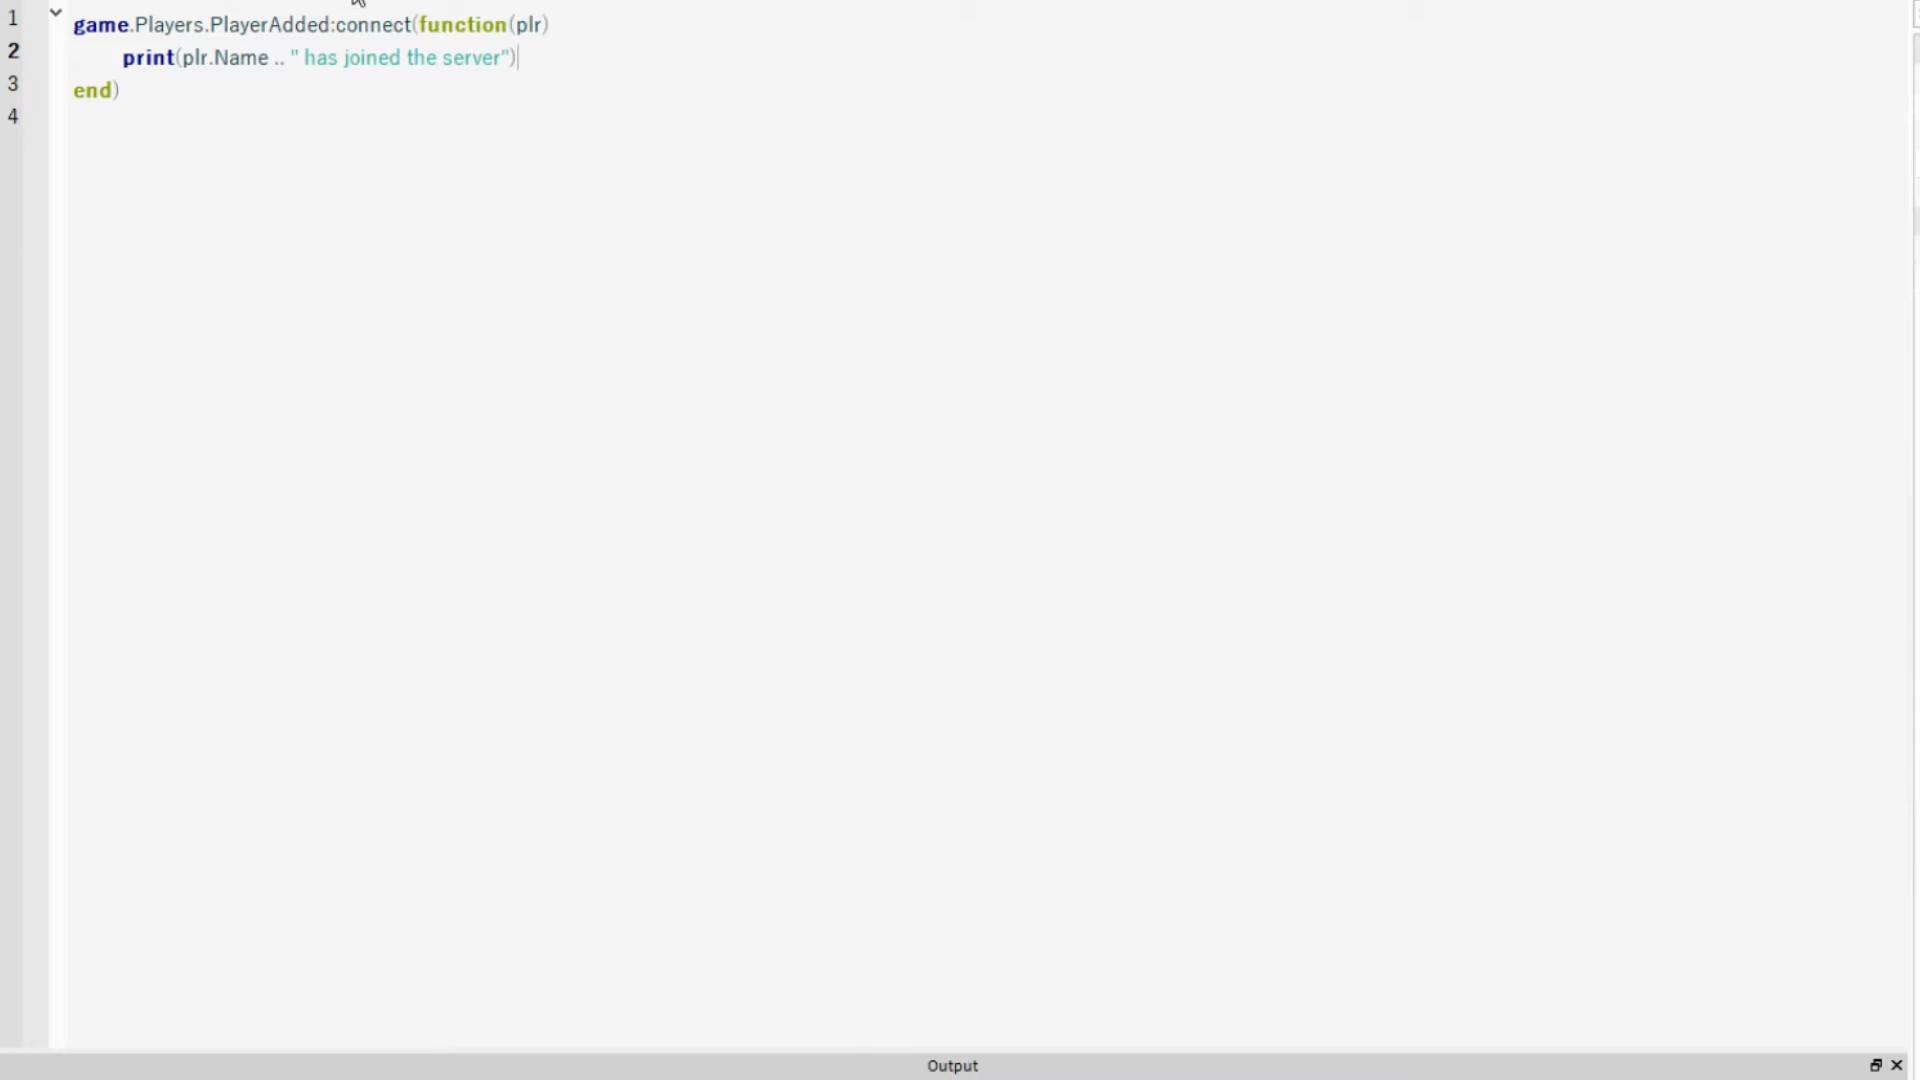 1 game.Players.PlayerAdded:connect(function(plr)
2 print(plr.Name .. " has joined the server")
3 end)
4
Output